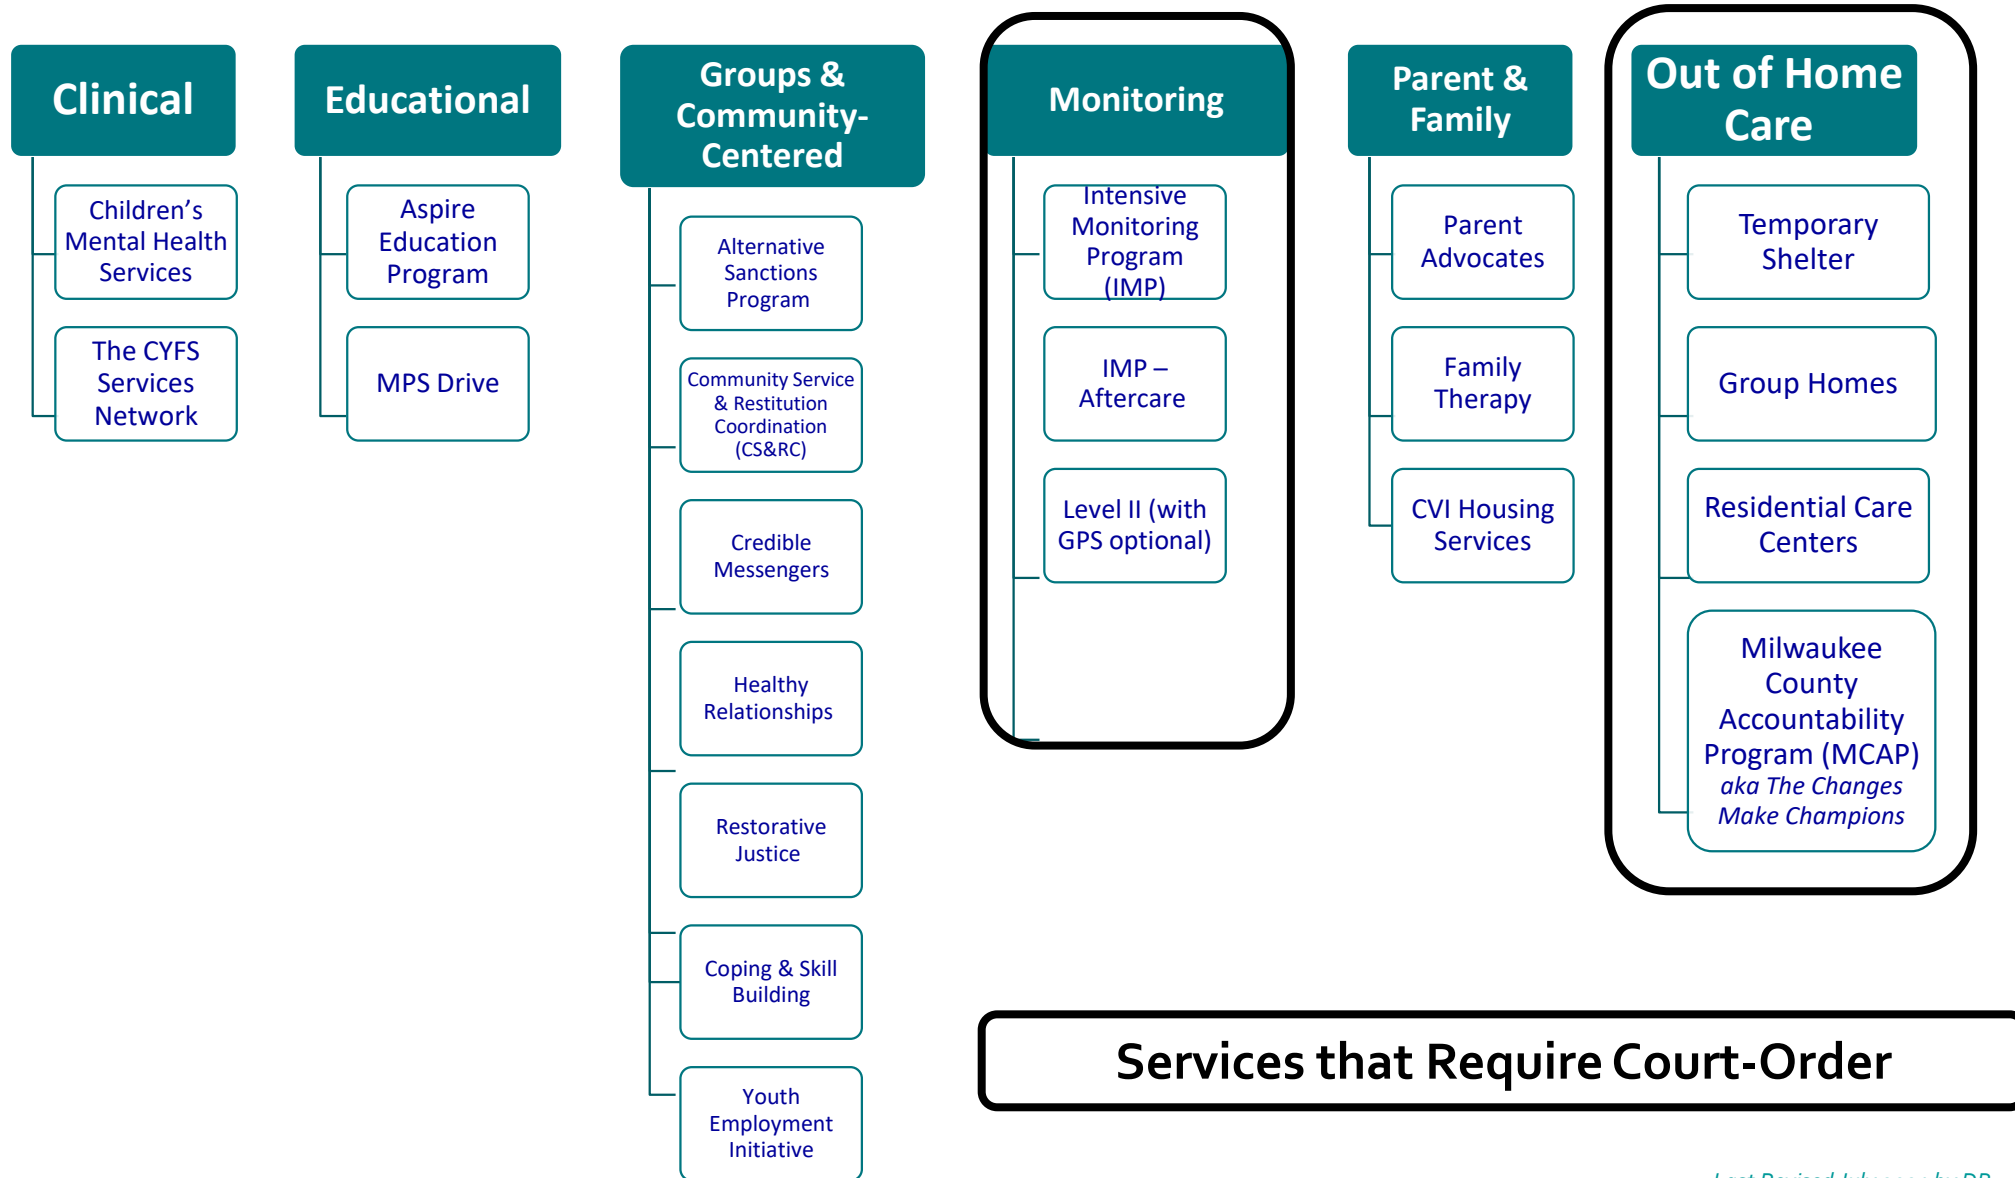 Clinical
Children's
Mental Health
Services
The CYFS
Services
Network
Educational
Aspire
Education
Program
MPS Drive
Groups &
Community-
Centered
Alternative
Sanctions
Program
Community Service
& Restitution
Coordination
(CS&RC)
Credible
Messengers
Healthy
Relationships
Restorative
Justice
Coping & Skill
Building
Youth
Employment
Initiative
Monitoring
Intensive
Monitoring
Program
(IMP)
IMP –
Aftercare
Level II (with
GPS optional)
Parent &
Family
Parent
Advocates
Family
Therapy
CVI Housing
Services
Out of Home
Care
Temporary
Shelter
Group Homes
Residential Care
Centers
Milwaukee
County
Accountability
Program (MCAP)
aka The Changes
Make Champions
Services that Require Court-Order
Last Revised by DB